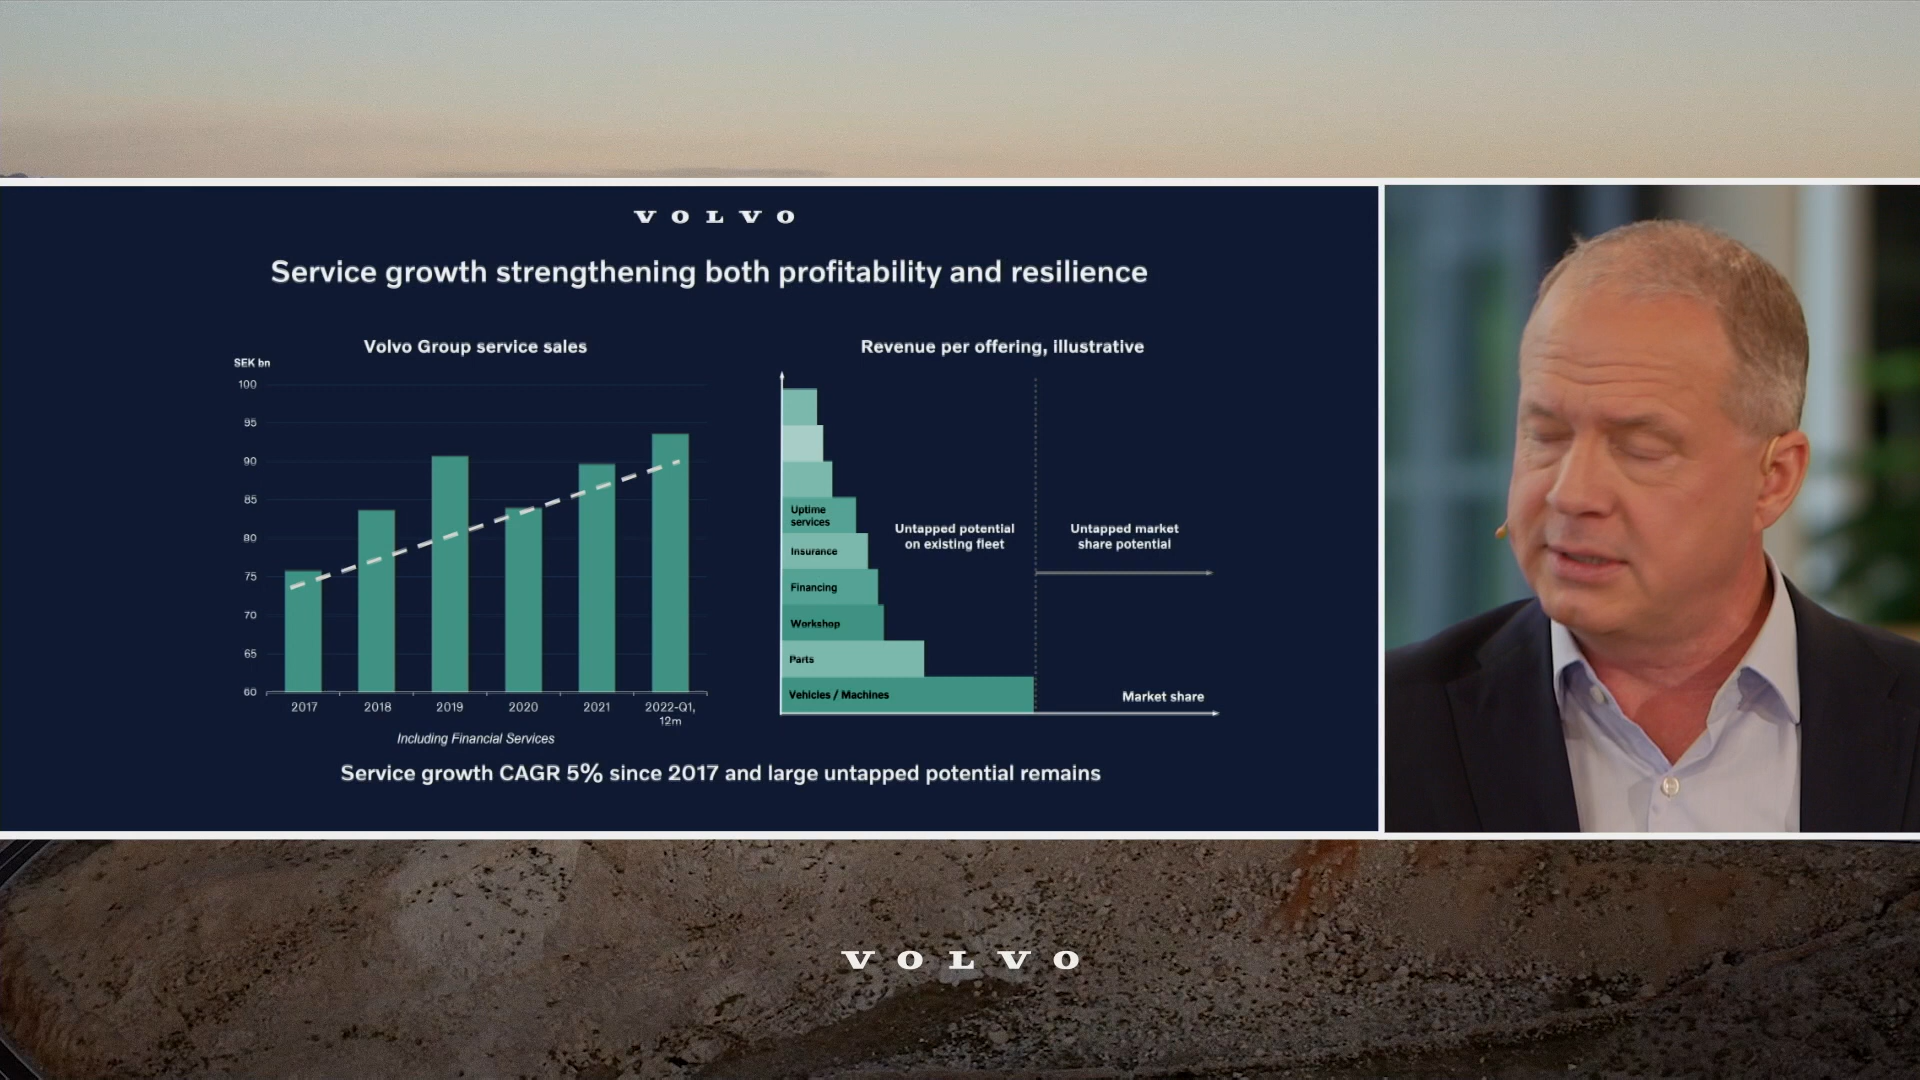 VOLVO
Service growth strengthening both profitability and resilience
Volvo Group service sales
SEK bn
100
95
90
85
80
75
70
65
60
2017
2018
2019
2020
2021
2022-Q1,
12m
Including Financial Services
Revenue per offering, illustrative
Uptime
services
Insurance
Financing
Workshop
Parts
Vehicles / Machines
Untapped potential
on existing fleet
Untapped market
share potential
Market share
Service growth CAGR 5% since 2017 and large untapped potential remains
VOLVO